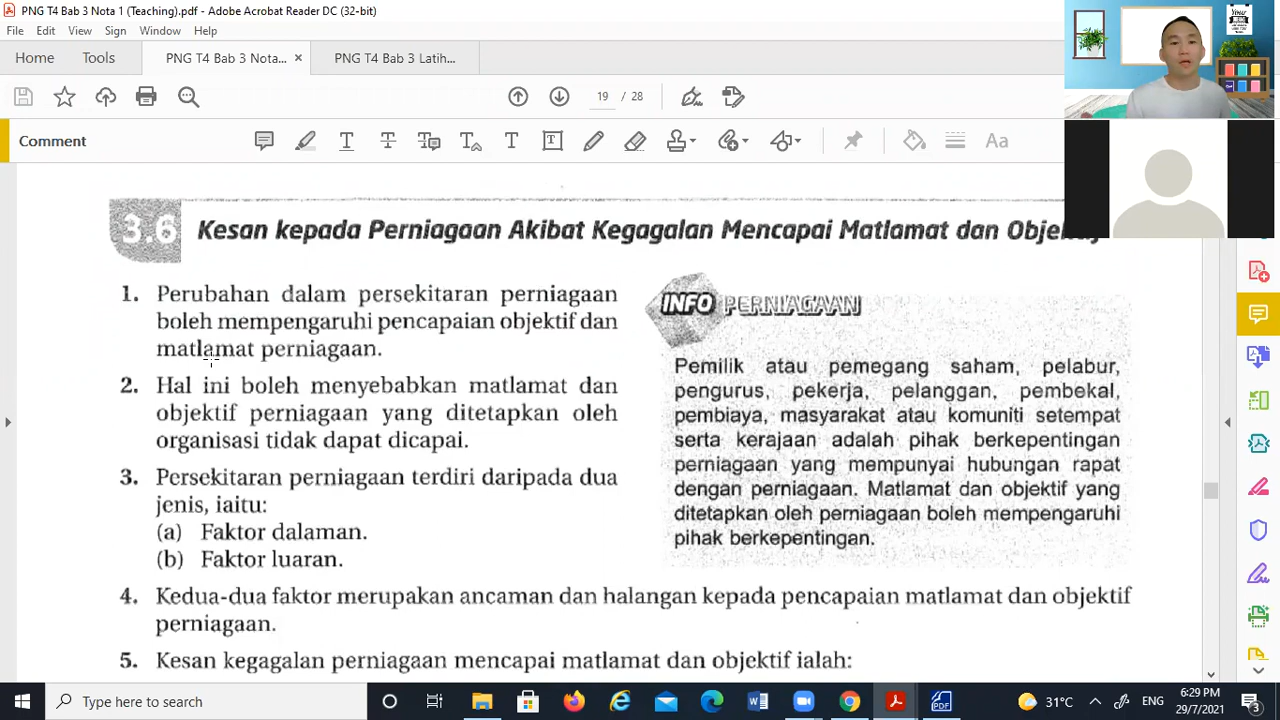 PNG T4 Bab 3 Nota 1 (Teaching).pdf - Adobe Acrobat Reader DC (32-bit)
File Edit View Sign Window Help
Home Tools PNG T4 Bab 3 Nota... × PNG T4 Bab 3 Latih...
19 / 28
Comment
3.6 Kesan kepada Perniagaan Akibat Kegagalan Mencapai Matlamat dan
1. Perubahan dalam persekitaran perniagaan
boleh mempengaruhi pencapaian objektif dan
matlamat perniagaan.
2. Hal ini boleh menyebabkan matlamat dan
objektif perniagaan yang ditetapkan oleh
organisasi tidak dapat dicapai.
3. Persekitaran perniagaan terdiri daripada dua
jenis, iaitu:
(a) Faktor dalaman.
(b) Faktor luaran.
INFO PERNIAGAAN
Pemilik atau pemegang saham, pelabur,
pengurus, pekerja, pelanggan, pembekal,
pembiaya, masyarakat atau komuniti setempat
serta kerajaan adalah pihak berkepentingan
perniagaan yang mempunyai hubungan rapat
dengan perniagaan. Matlamat dan objektif yang
ditetapkan oleh perniagaan boleh mempengaruhi
pihak berkepentingan.
4. Kedua-dua faktor merupakan ancaman dan halangan kepada pencapaian matlamat dan objektif
perniagaan.
5. Kesan kegagalan perniagaan mencapai matlamat dan objektif ialah:
Type here to search
31°C ENG
6:29 PM
29/7/2021
3